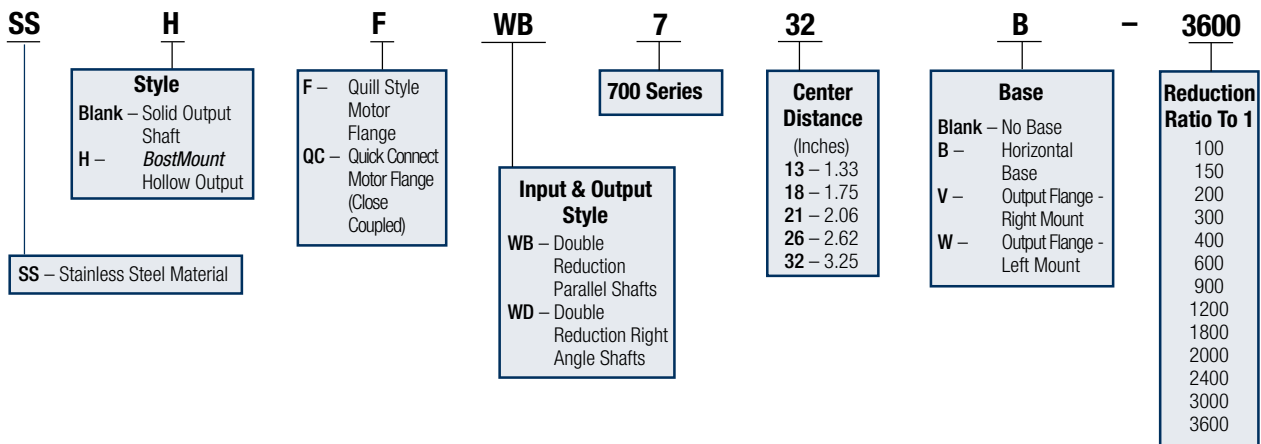 SS H F WB 7 32 B – 3600
Style
Blank – Solid Output
Shaft
H – BostMount
Hollow Output
SS – Stainless Steel Material
F – Quill Style
Motor
Flange
QC – Quick Connect
Motor Flange
(Close
Coupled)
Input & Output
Style
WB – Double
Reduction
Parallel Shafts
WD – Double
Reduction Right
Angle Shafts
700 Series
Center
Distance
(Inches)
13 – 1.33
18 – 1.75
21 – 2.06
26 – 2.62
32 – 3.25
Base
Blank – No Base
B – Horizontal
Base
V – Output Flange -
Right Mount
W – Output Flange -
Left Mount
Reduction
Ratio To 1
100
150
200
300
400
600
900
1200
1800
2000
2400
3000
3600